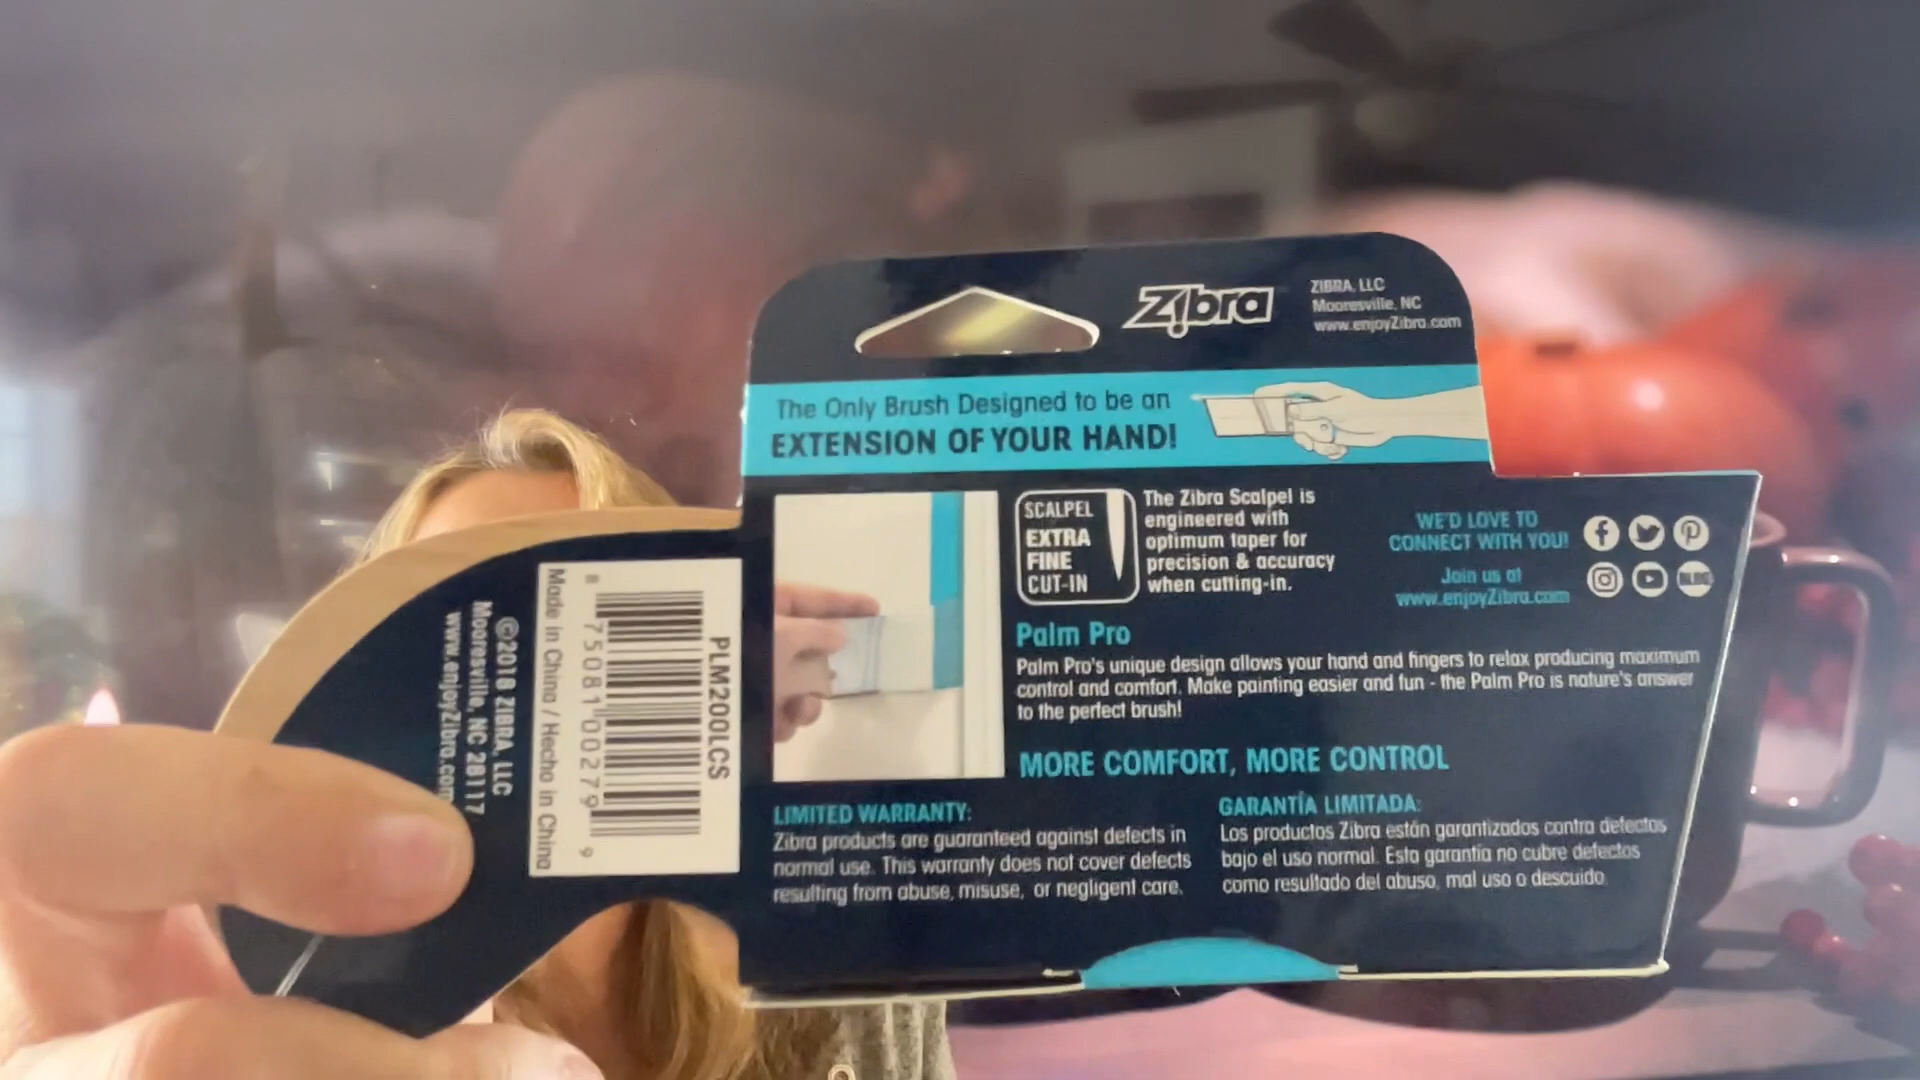 Zibra
ZIBRA, LLC
Mooresville, NC
www.enjoyZibra.com
The Only Brush Designed to be an
EXTENSION OF YOUR HAND!
SCALPEL
EXTRA
FINE
CUT-IN
The Zibra Scalpel is
engineered with
optimum taper for
precision & accuracy
when cutting-in.
WE'D LOVE TO
CONNECT WITH YOU!
Join us at
www.enjoyZibra.com
BLOG
Palm Pro
Palm Pro's unique design allows your hand and fingers to relax producing maximum
control and comfort. Make painting easier and fun - the Palm Pro is nature's answer
to the perfect brush!
MORE COMFORT, MORE CONTROL
LIMITED WARRANTY:
Zibra products are guaranteed against defects in
normal use. This warranty does not cover defects
resulting from abuse, misuse, or negligent care.
GARANTÍA LIMITADA:
Los productos Zibra están garantizados contra defectos
bajo el uso normal. Esta garantía no cubre defectos
como resultado del abuso, mal uso o descuido.
PLM200LCS
8 75081 00279 9
Made in China / Hecho in China
©2018 ZIBRA, LLC
Mooresville, NC 28117
www.enjoyZibra.com